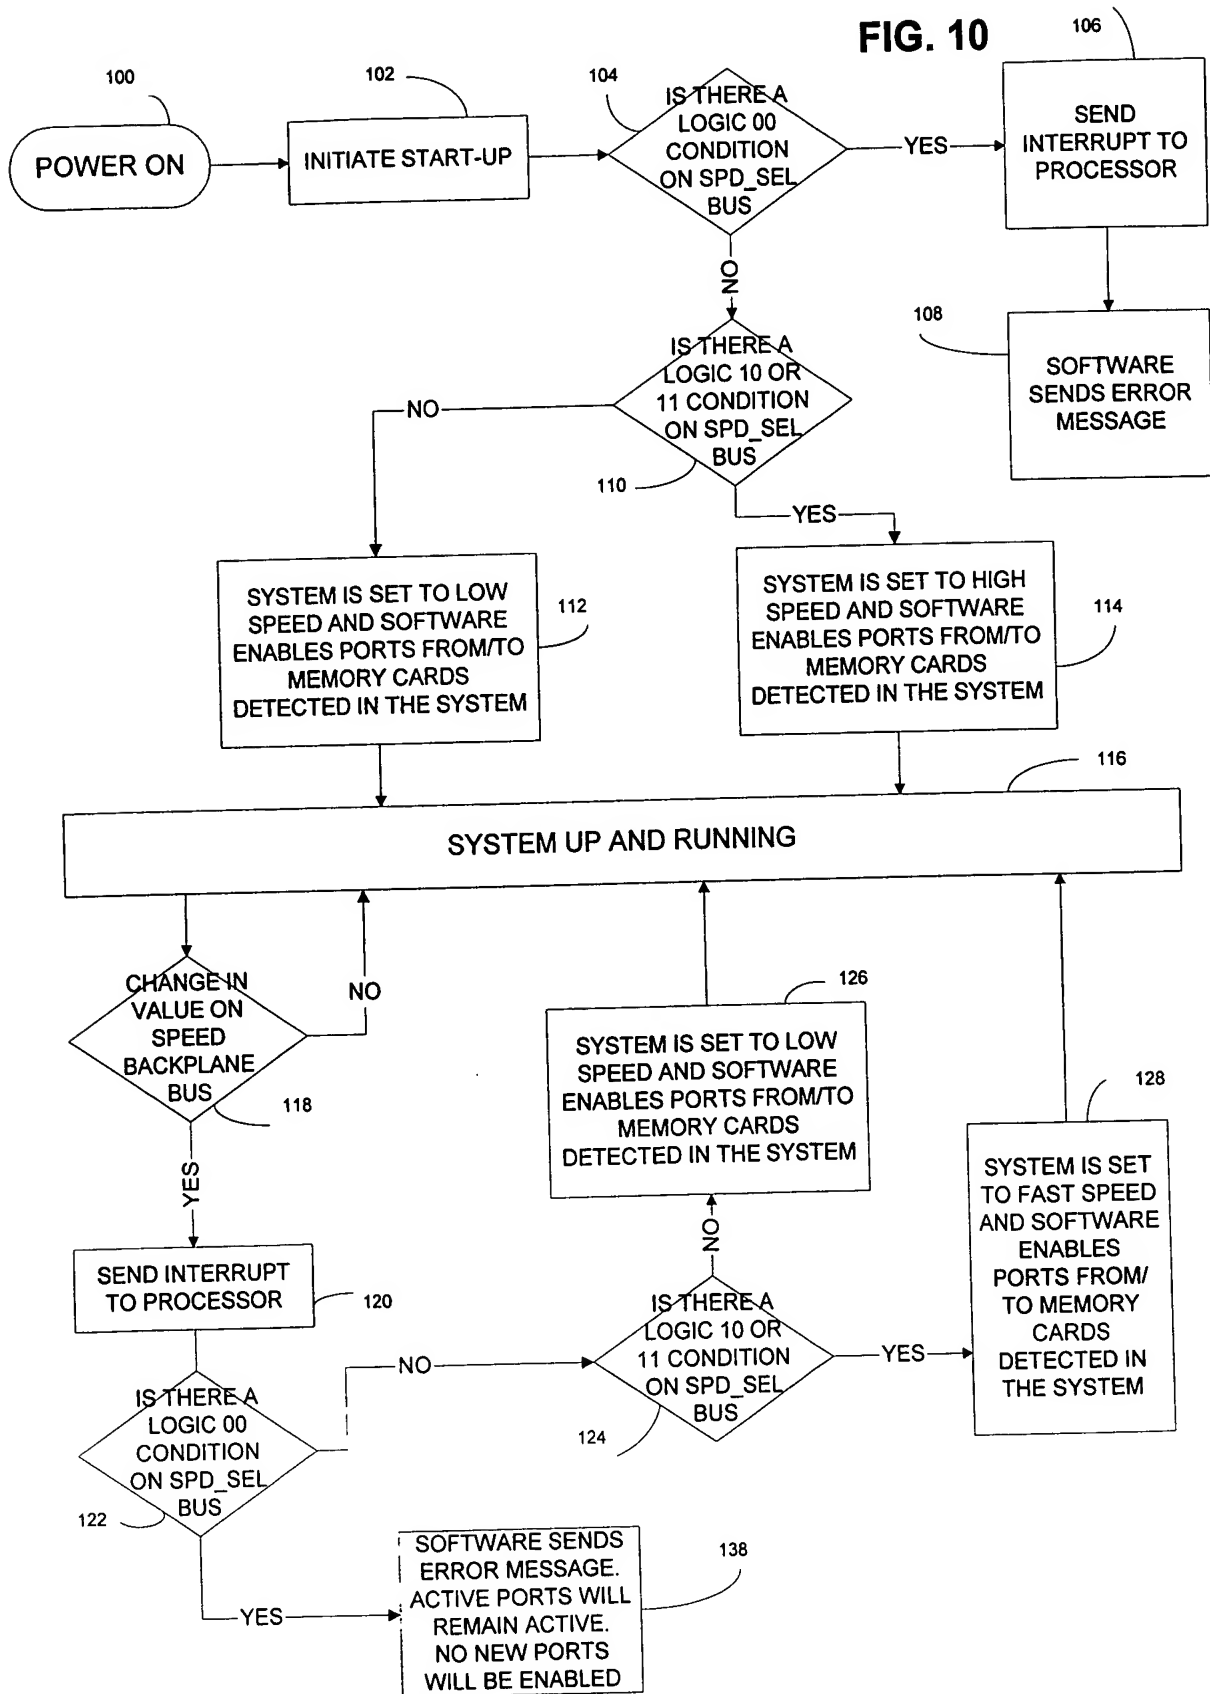 FIG. 10
106
100
102
104
POWER ON
INITIATE START-UP
IS THERE A
LOGIC 00
CONDITION
ON SPD_SEL
BUS
YES
SEND
INTERRUPT TO
PROCESSOR
NO
108
SOFTWARE
SENDS ERROR
MESSAGE
IS THERE A
LOGIC 10 OR
11 CONDITION
ON SPD_SEL
BUS
NO
110
YES
SYSTEM IS SET TO LOW
SPEED AND SOFTWARE
ENABLES PORTS FROM/TO
MEMORY CARDS
DETECTED IN THE SYSTEM
112
SYSTEM IS SET TO HIGH
SPEED AND SOFTWARE
ENABLES PORTS FROM/TO
MEMORY CARDS
DETECTED IN THE SYSTEM
114
116
SYSTEM UP AND RUNNING
CHANGE IN
VALUE ON
SPEED
BACKPLANE
BUS
NO
118
126
SYSTEM IS SET TO LOW
SPEED AND SOFTWARE
ENABLES PORTS FROM/TO
MEMORY CARDS
DETECTED IN THE SYSTEM
128
SYSTEM IS SET
TO FAST SPEED
AND SOFTWARE
ENABLES
PORTS FROM/
TO MEMORY
CARDS
DETECTED IN
THE SYSTEM
YES
NO
SEND INTERRUPT
TO PROCESSOR
120
IS THERE A
LOGIC 10 OR
11 CONDITION
ON SPD_SEL
BUS
YES
124
NO
IS THERE A
LOGIC 00
CONDITION
ON SPD_SEL
BUS
122
YES
SOFTWARE SENDS
ERROR MESSAGE.
ACTIVE PORTS WILL
REMAIN ACTIVE.
NO NEW PORTS
WILL BE ENABLED
138